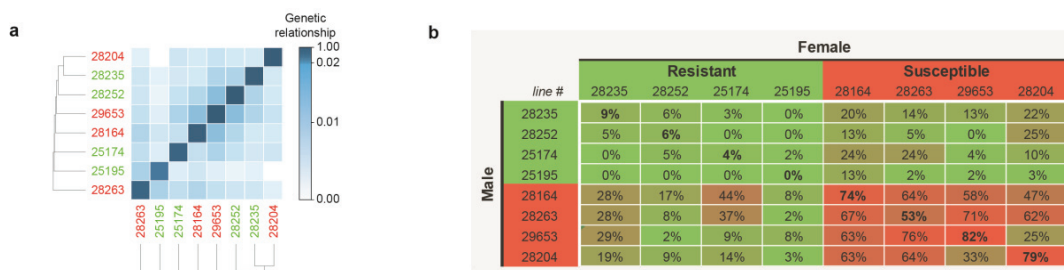 a
Genetic
relationship
28204
28235
28252
29653
28164
25174
25195
28263
1.00
0.02
0.01
0.00
28263
25195
25174
28164
29653
28252
28235
28204
b
Female
Resistant Susceptible
line # 28235 28252 25174 25195 28164 28263 29653 28204
Male
28235 9% 6% 3% 0% 20% 14% 13% 22%
28252 5% 6% 0% 0% 13% 5% 0% 25%
25174 0% 5% 4% 2% 24% 24% 4% 10%
25195 0% 0% 0% 0% 13% 2% 2% 3%
28164 28% 17% 44% 8% 74% 64% 58% 47%
28263 28% 8% 37% 2% 67% 53% 71% 62%
29653 29% 2% 9% 8% 63% 76% 82% 25%
28204 19% 9% 14% 3% 63% 64% 33% 79%